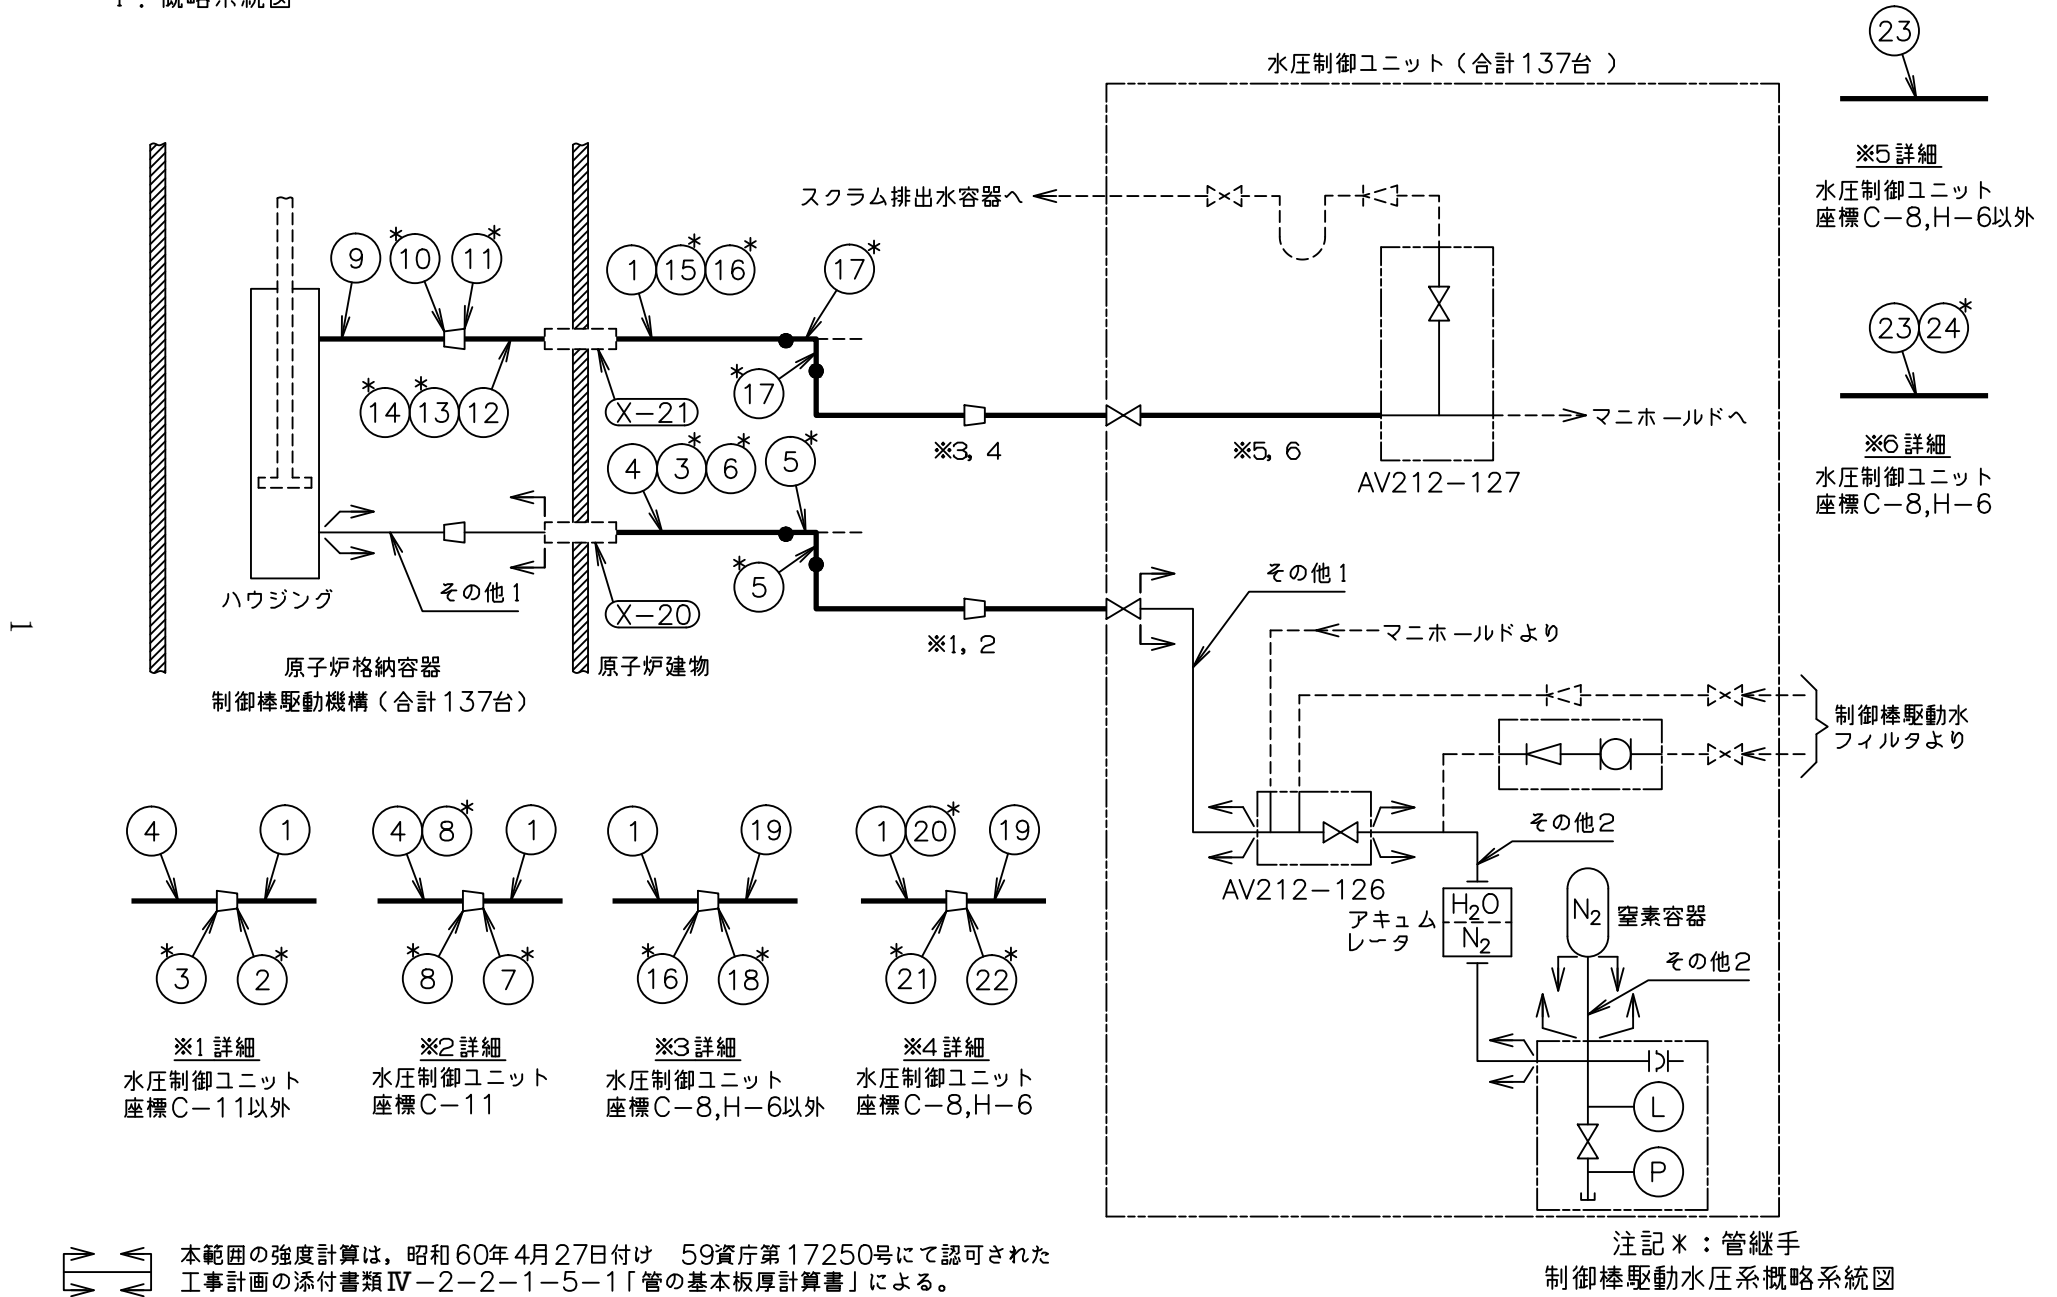 1. 概略系統図
水圧制御ユニット（合計137台 ）
23
※5詳細
水圧制御ユニット
座標C－8,H－6以外
スクラム排出水容器へ
9 10* 11*
1 15* 16*
17*
14* 13* 12
X－21
17*
※3, 4
※5, 6
マニホールドへ
AV212－127
23 24*
※6詳細
水圧制御ユニット
座標C－8,H－6
4 3* 6*
5*
ハウジング
その他1
X－20
5*
※1, 2
その他1
マニホールドより
原子炉格納容器
原子炉建物
制御棒駆動機構（合計137台）
制御棒駆動水
フィルタより
AV212－126
その他2
アキュム
レータ
H2O
N2
N2
窒素容器
その他2
L
P
4 1
3* 2*
※1詳細
水圧制御ユニット
座標C－11以外
4 8* 1
8* 7*
※2詳細
水圧制御ユニット
座標C－11
1 19
16* 18*
※3詳細
水圧制御ユニット
座標C－8,H－6以外
1 20* 19
21* 22*
※4詳細
水圧制御ユニット
座標C－8,H－6
1
本範囲の強度計算は，昭和60年4月27日付け　59資庁第17250号にて認可された
工事計画の添付書類Ⅳ－2－2－1－5－1「管の基本板厚計算書」による。
注記＊：管継手
制御棒駆動水圧系概略系統図